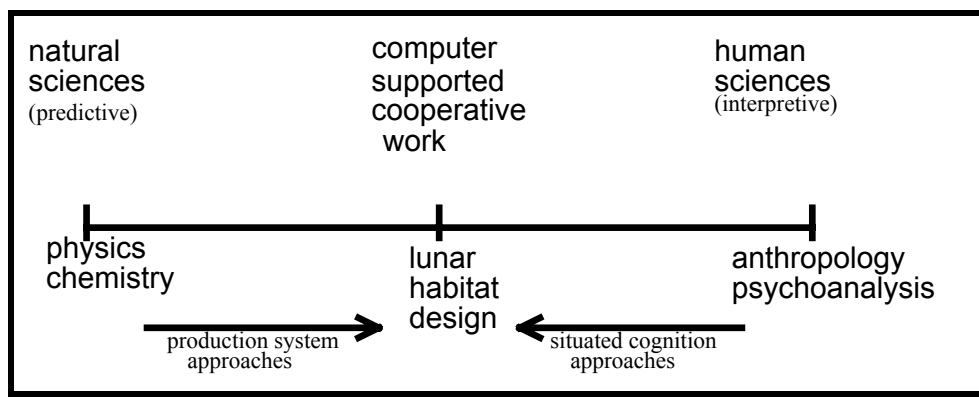 natural
sciences
(predictive)
computer
supported
cooperative
work
human
sciences
(interpretive)
physics
chemistry
lunar
habitat
design
anthropology
psychoanalysis
production system
approaches
situated cognition
approaches